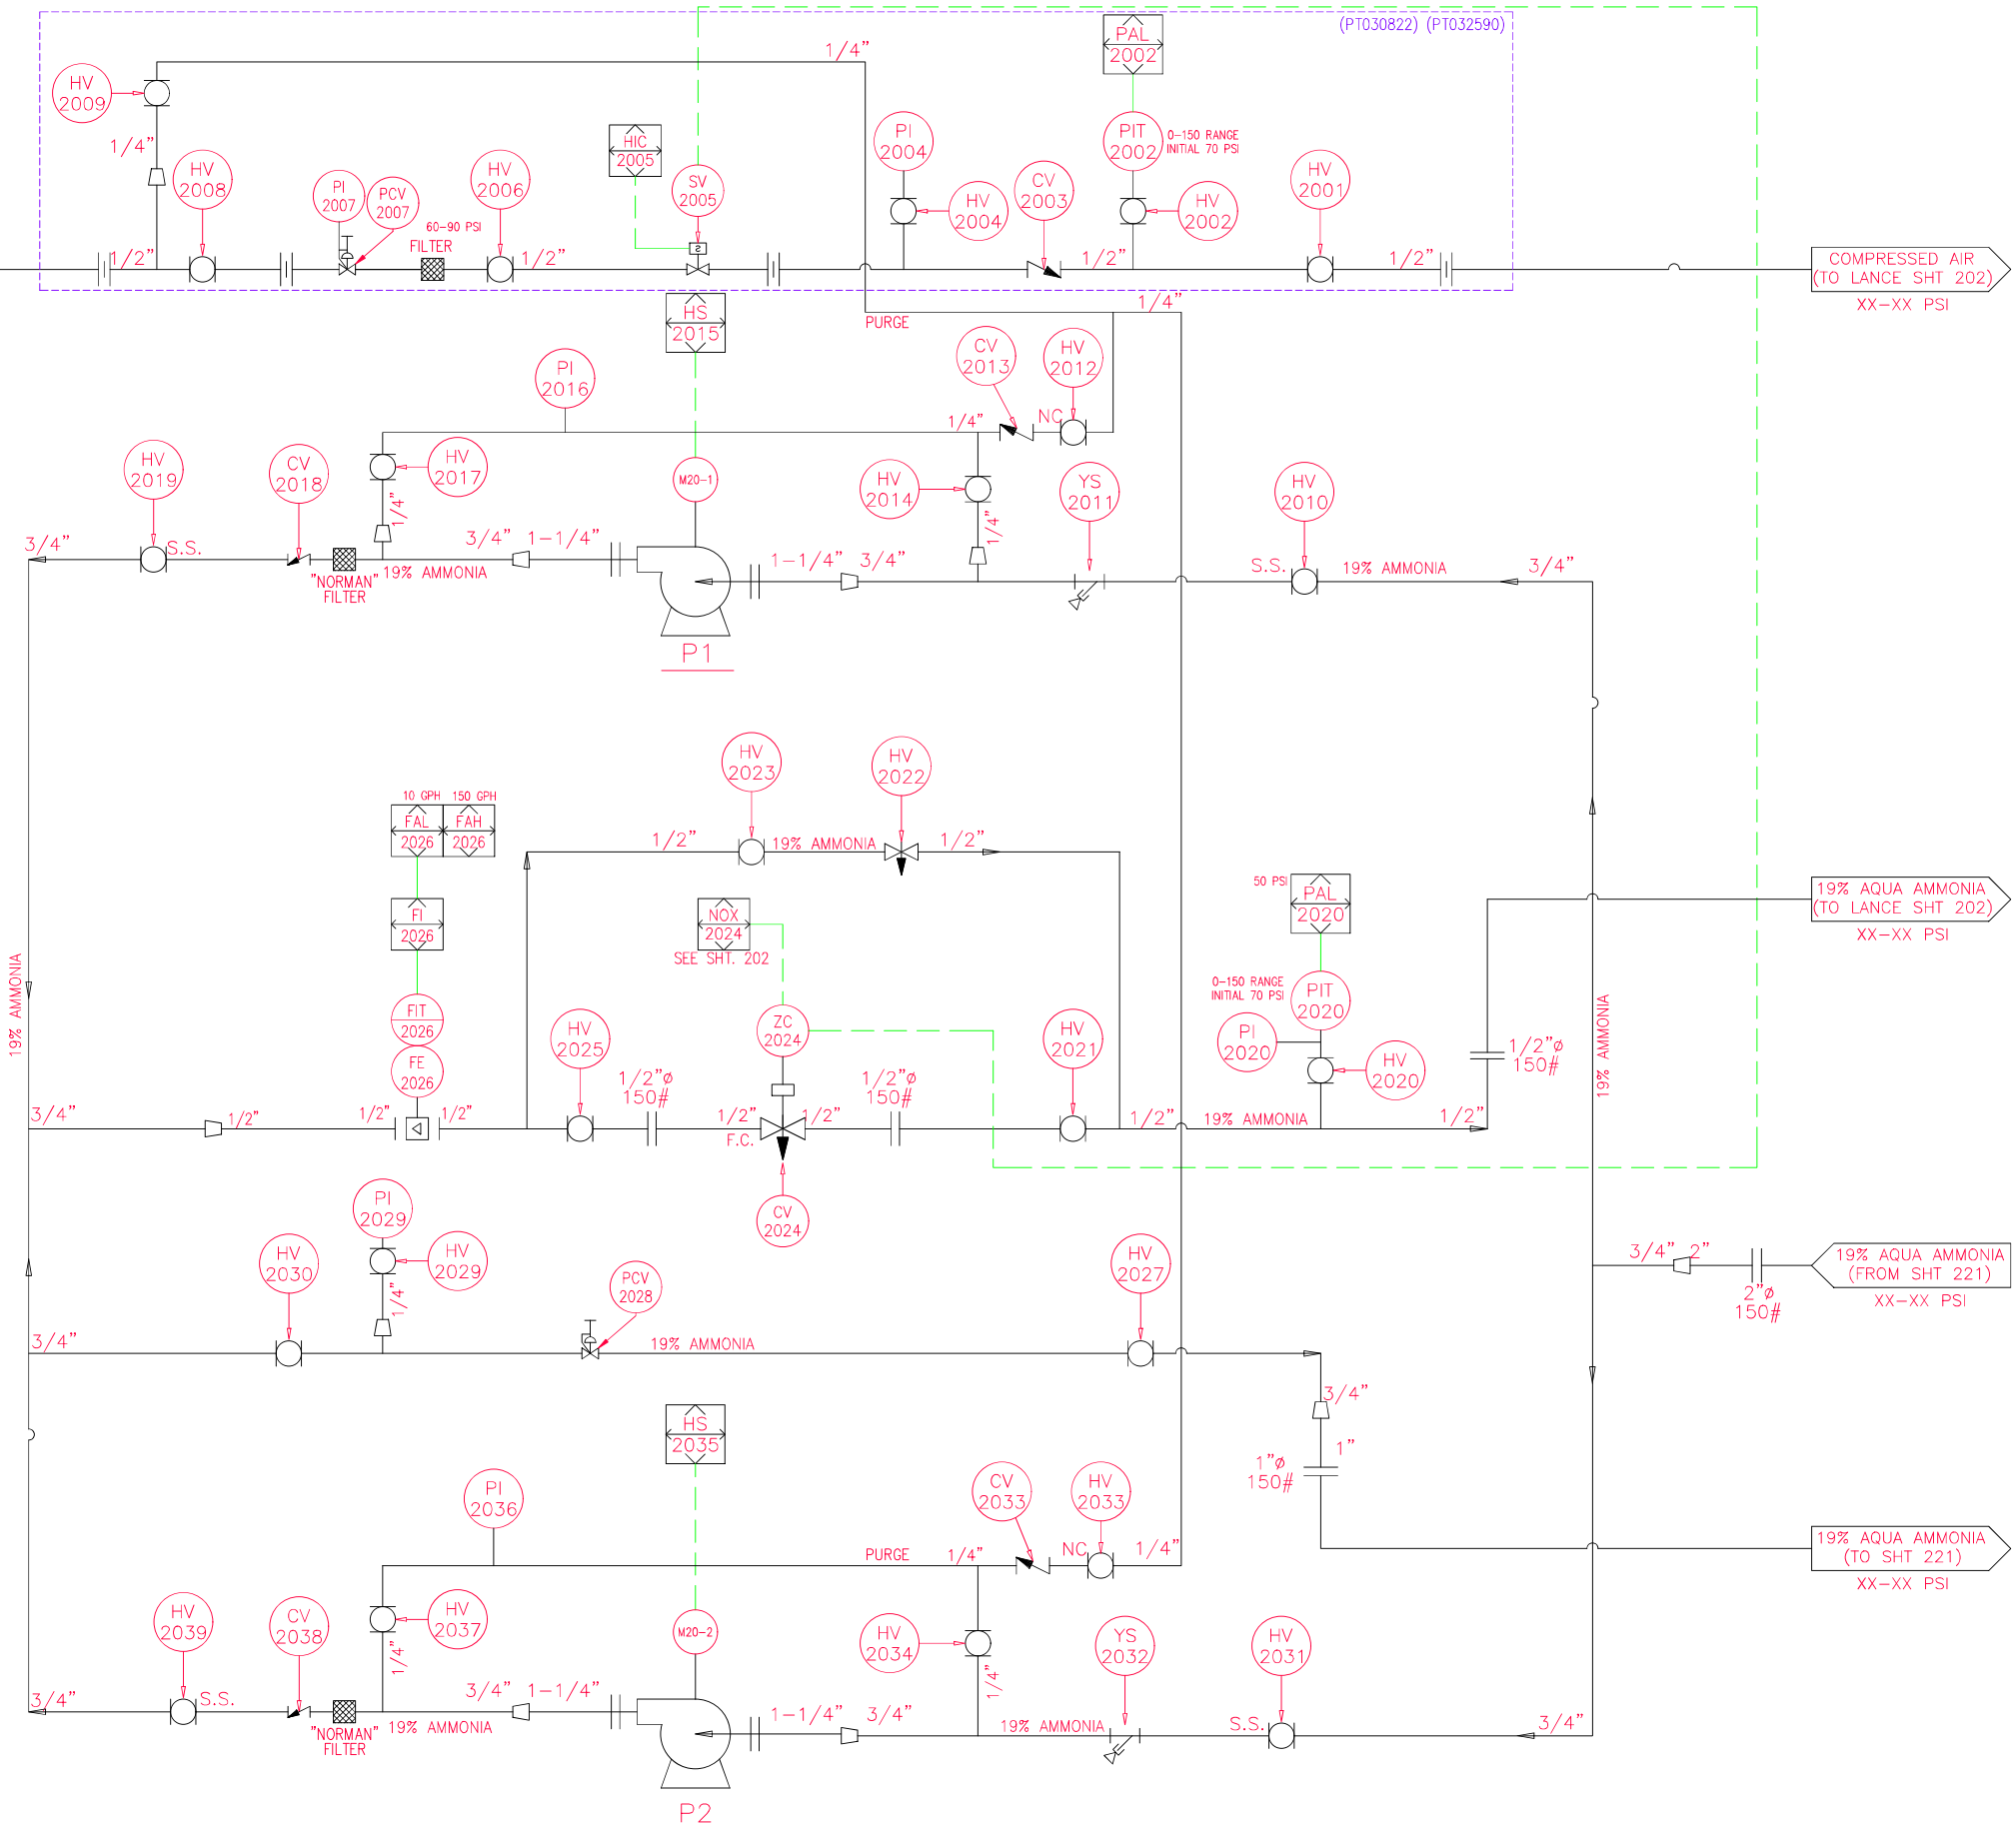 (PT030822) (PT032590)
PAL
2002
1/4"
HV
2009
1/4"
HIC
2005
PI
2004
PIT
2002
0-150 RANGE
INITIAL 70 PSI
HV
2008
PI
2007
PCV
2007
HV
2006
SV
2005
HV
2004
CV
2003
HV
2002
HV
2001
60-90 PSI
FILTER
1/2"
1/2"
S
1/2"
1/2"
COMPRESSED AIR
(TO LANCE SHT 202)
XX-XX PSI
HS
2015
1/4"
PURGE
PI
2016
CV
2013
HV
2012
1/4"
NC
HV
2019
CV
2018
HV
2017
M20-1
HV
2014
YS
2011
HV
2010
1/4"
1/4"
3/4"
S.S.
3/4"
1-1/4"
1-1/4"
3/4"
S.S.
19% AMMONIA
3/4"
"NORMAN"
FILTER
19% AMMONIA
P1
HV
2023
HV
2022
10 GPH
150 GPH
FAL
2026
FAH
2026
1/2"
19% AMMONIA
1/2"
50 PSI
PAL
2020
19% AQUA AMMONIA
(TO LANCE SHT 202)
XX-XX PSI
FI
2026
NOX
2024
SEE SHT. 202
19% AMMONIA
0-150 RANGE
INITIAL 70 PSI
PIT
2020
19% AMMONIA
FIT
2026
FE
2026
HV
2025
ZC
2024
HV
2021
PI
2020
HV
2020
1/2"ø
150#
1/2"ø
150#
1/2"ø
150#
3/4"
1/2"
1/2"
1/2"
1/2"
1/2"
F.C.
1/2"
19% AMMONIA
1/2"
PI
2029
CV
2024
HV
2030
HV
2029
PCV
2028
HV
2027
3/4"
2"
19% AQUA AMMONIA
(FROM SHT 221)
XX-XX PSI
2"ø
150#
1/4"
3/4"
19% AMMONIA
3/4"
HS
2035
1"
1"ø
150#
PI
2036
CV
2033
HV
2033
PURGE
1/4"
NC
1/4"
19% AQUA AMMONIA
(TO SHT 221)
XX-XX PSI
HV
2039
CV
2038
HV
2037
M20-2
HV
2034
YS
2032
HV
2031
1/4"
1/4"
3/4"
S.S.
3/4"
1-1/4"
1-1/4"
3/4"
19% AMMONIA
S.S.
3/4"
"NORMAN"
FILTER
19% AMMONIA
P2